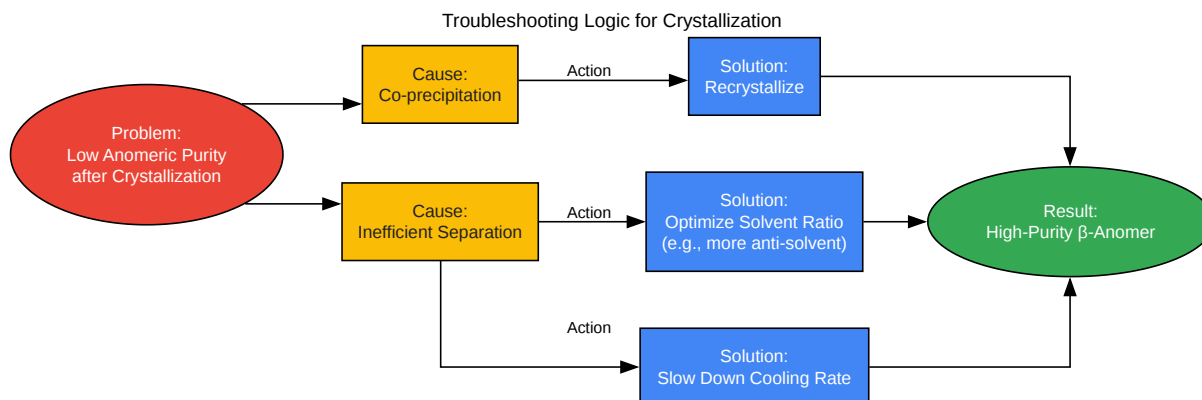 Troubleshooting Logic for Crystallization
Problem:
Low Anomeric Purity
after Crystallization
Cause:
Co-precipitation
Action
Solution:
Recrystallize
Cause:
Inefficient Separation
Action
Solution:
Optimize Solvent Ratio
(e.g., more anti-solvent)
Action
Solution:
Slow Down Cooling Rate
Result:
High-Purity β-Anomer